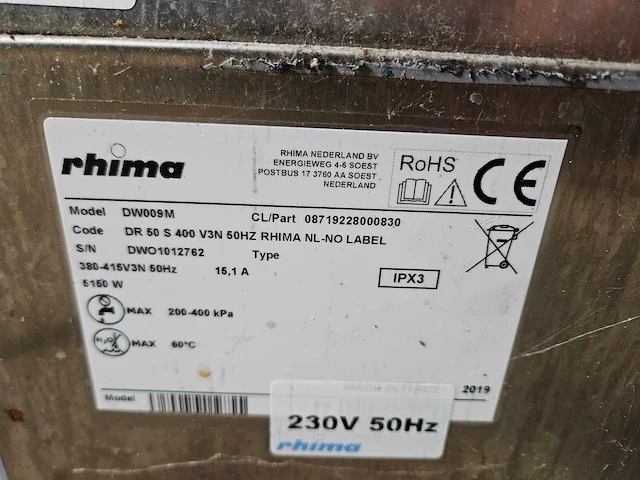 rhima
RHIMA NEDERLAND BV
ENERGIEWEG 4-6 SOEST
POSTBUS 17 3760 AA SOEST
NEDERLAND
RoHS
CE
Model DW009M CL/Part 08719228000830
Code DR 50 S 400 V3N 50HZ RHIMA NL-NO LABEL
S/N DWO1012762 Type
380-415V3N 50Hz 15,1 A
IPX3
5150 W
MAX 200-400 kPa
H₂O MAX 60°C
Model
2019
230V 50Hz
rhima